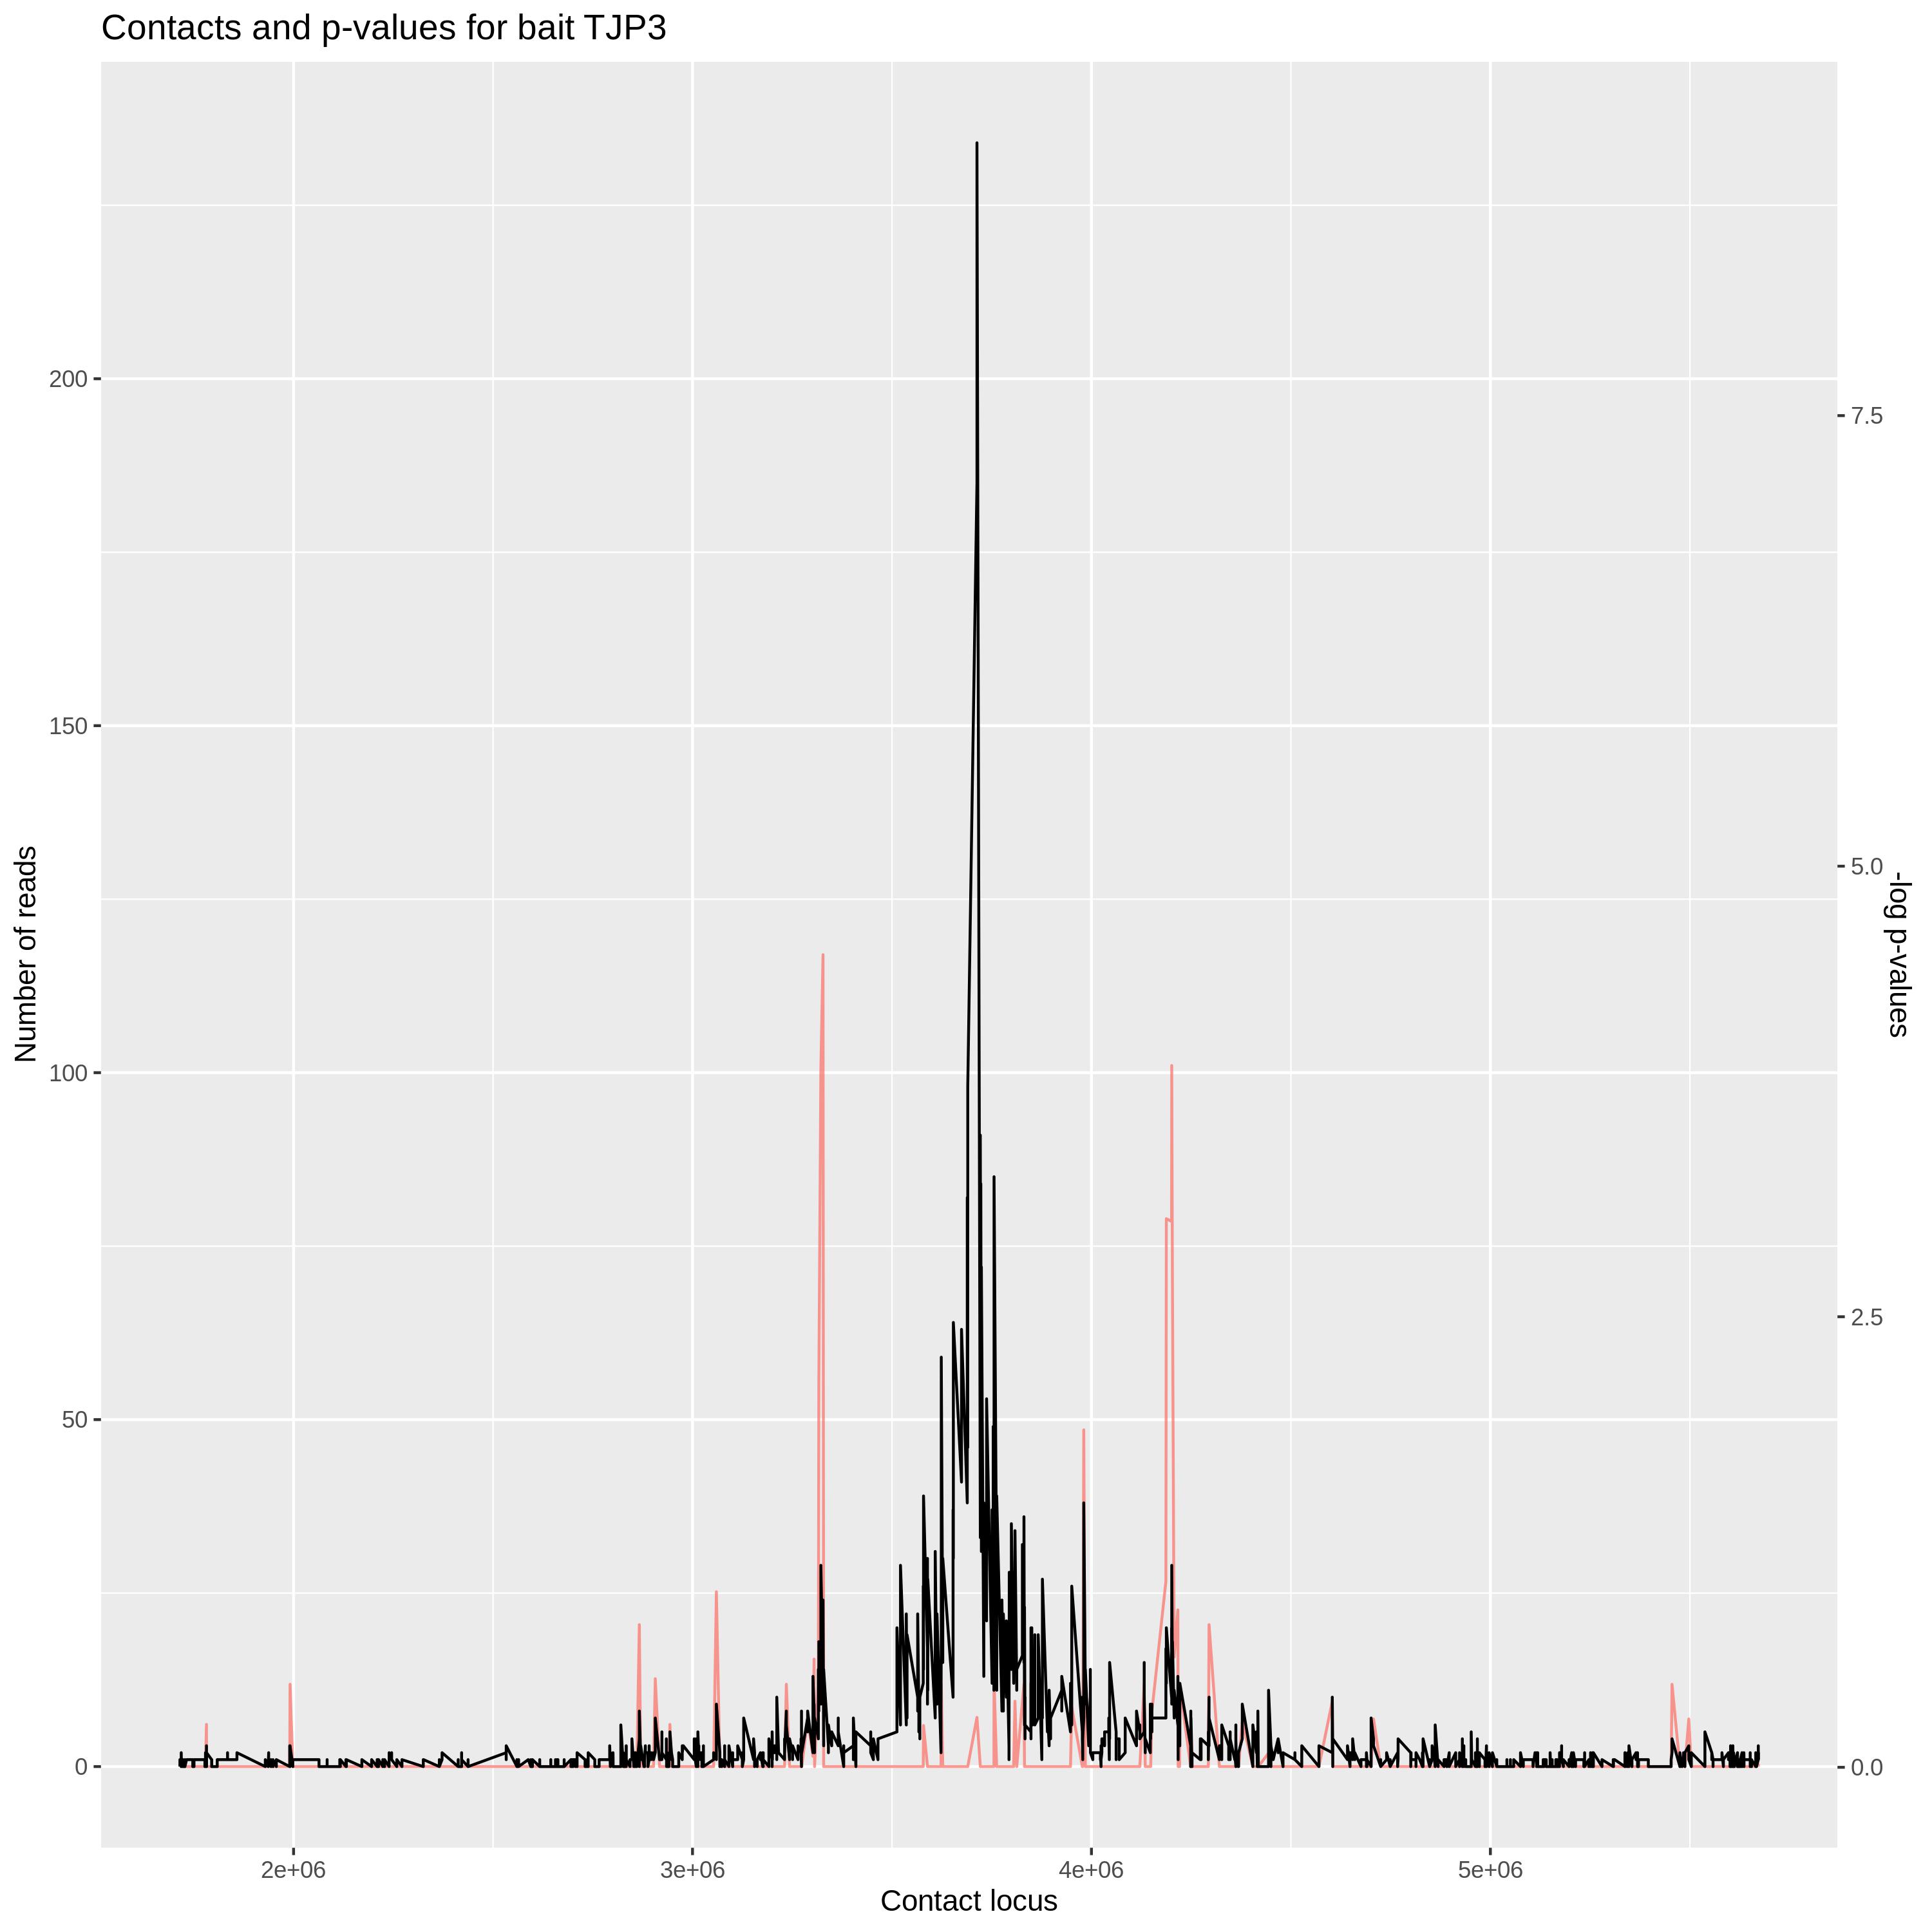 Contacts and p-values for bait TJP3
Number of reads
200
150
100
50
0
7.5
5.0
2.5
0.0
-log p-values
2e+06
3e+06
4e+06
5e+06
Contact locus